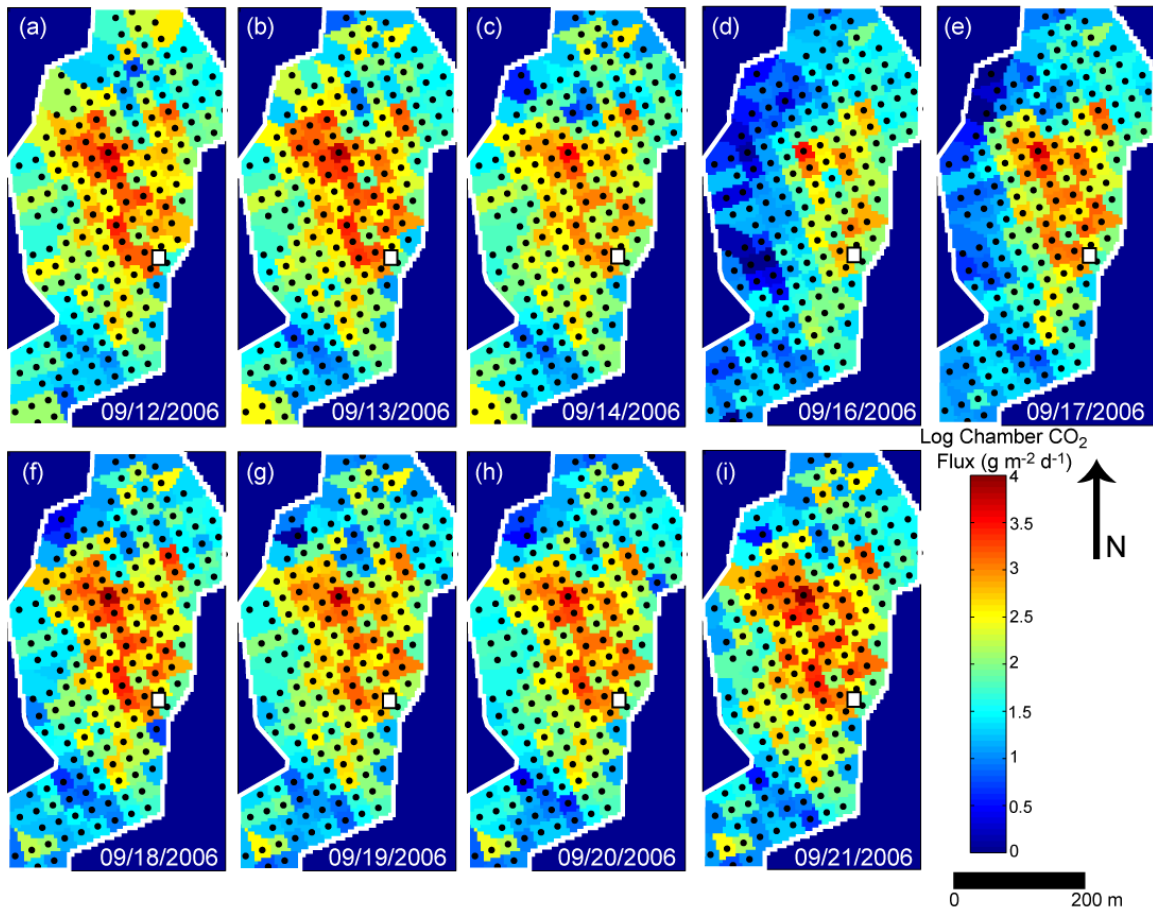 (a)
(b)
(c)
(d)
(e)
09/12/2006
09/13/2006
09/14/2006
09/16/2006
09/17/2006
(f)
(g)
(h)
(i)
09/18/2006
09/19/2006
09/20/2006
09/21/2006
Log Chamber CO₂
Flux (g m⁻² d⁻¹)
4
3.5
3
2.5
2
1.5
1
0.5
0
N
0 200 m